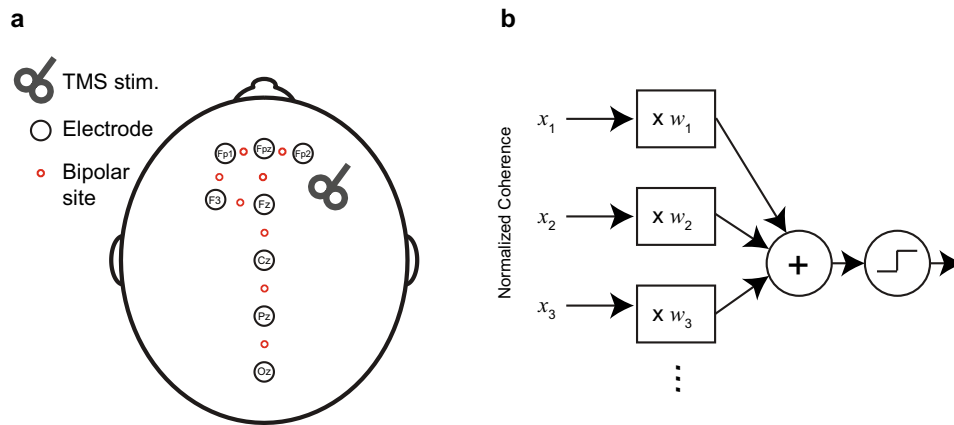 a
b
TMS stim.
Electrode
Bipolar
site
Fp1
Fpz
Fp2
F3
Fz
Cz
Pz
Oz
Normalized Coherence
x1
x w1
x2
x w2
+
x3
x w3
...